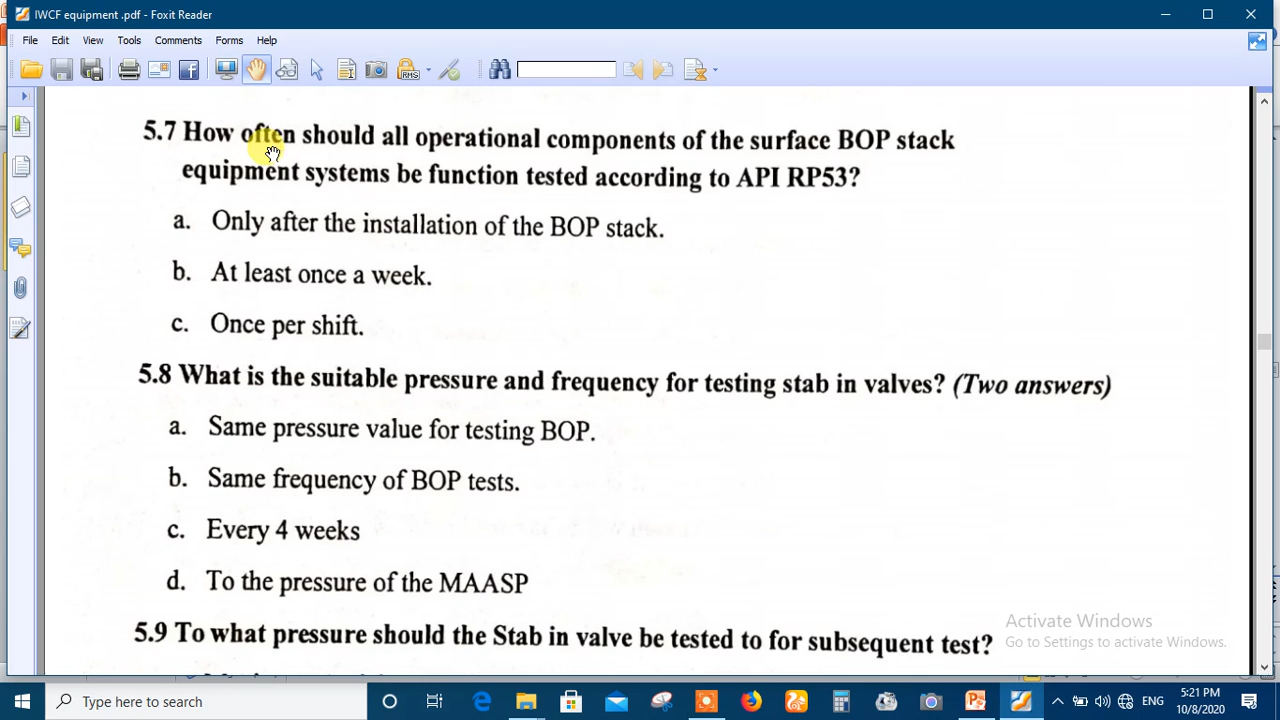 IWCF equipment .pdf - Foxit Reader
File Edit View Tools Comments Forms Help
5.7 How often should all operational components of the surface BOP stack
equipment systems be function tested according to API RP53?
a. Only after the installation of the BOP stack.
b. At least once a week.
c. Once per shift.
5.8 What is the suitable pressure and frequency for testing stab in valves? (Two answers)
a. Same pressure value for testing BOP.
b. Same frequency of BOP tests.
c. Every 4 weeks
d. To the pressure of the MAASP
5.9 To what pressure should the Stab in valve be tested to for subsequent test?
Activate Windows
Go to Settings to activate Windows.
Type here to search
ENG
5:21 PM
10/8/2020